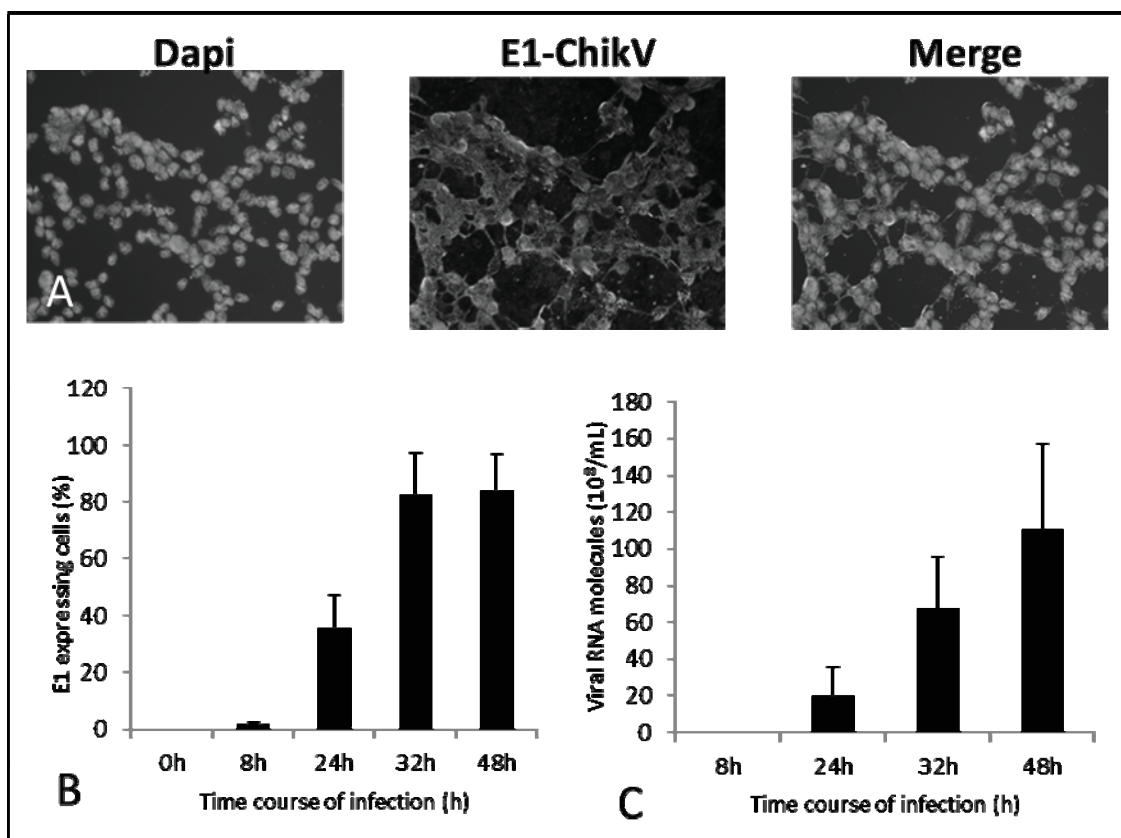 Dapi
E1-ChikV
Merge
A
120
100
80
60
40
20
0
E1 expressing cells (%)
0h 8h 24h 32h 48h
Time course of infection (h)
B
180
160
140
120
100
80
60
40
20
0
Viral RNA molecules (10⁸/mL)
8h 24h 32h 48h
Time course of infection (h)
C